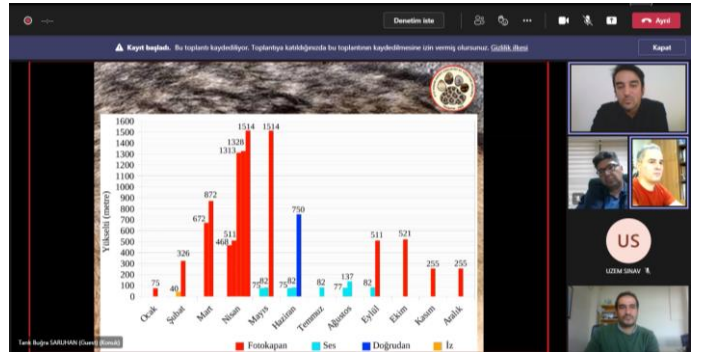 Denetim iste
Ayrıl
Kayıt başladı. Bu toplantı kaydediliyor. Toplantıya katıldığınızda bu toplantının kaydedilmesine izin vermiş olursunuz. Gizlilik ilkesi
Kapat
Yükselti (metre)
1600
1500
1400
1300
1200
1100
1000
900
800
700
600
500
400
300
200
100
0
75
40
326
672
872
468
511
1313
1328
1514
75
82
1514
75
82
750
82
77
137
82
511
521
255
255
Ocak
Şubat
Mart
Nisan
Mayıs
Haziran
Temmuz
Ağustos
Eylül
Ekim
Kasım
Aralık
Fotokapan
Ses
Doğrudan
İz
Tarık Buğra SARUHAN (Guest) (Konuk)
US
UZEM SINAV